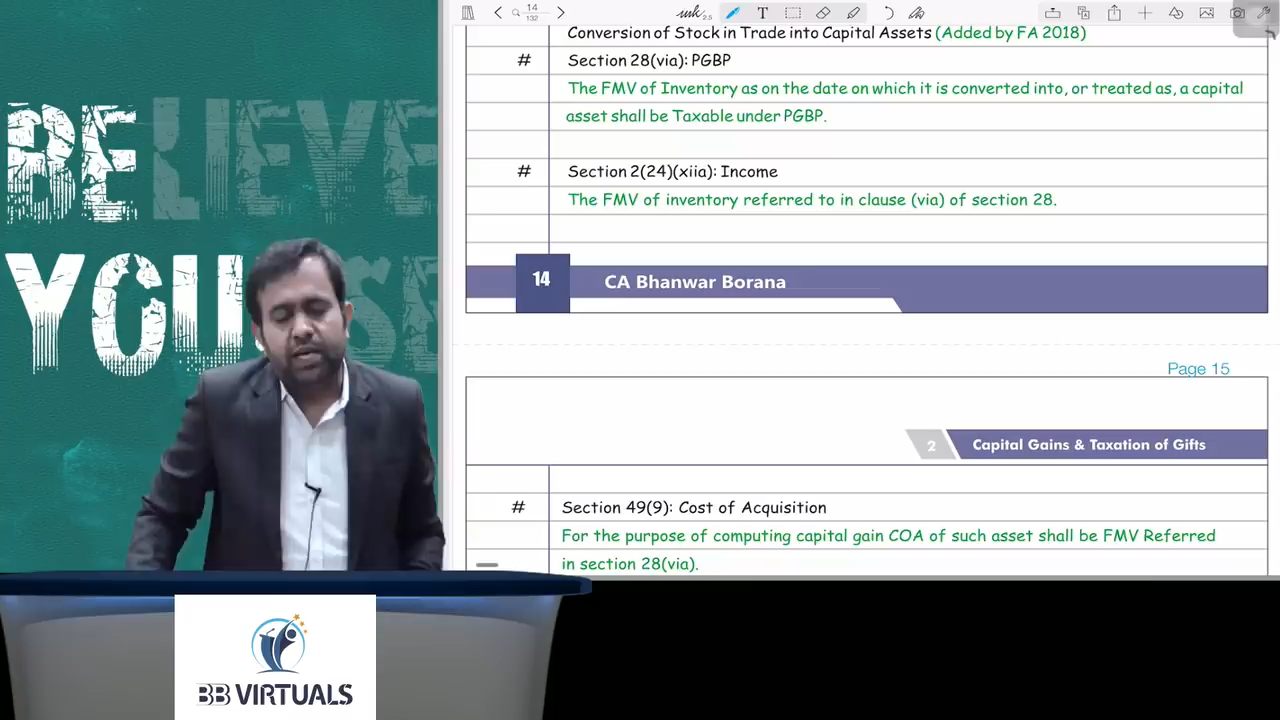 BELIEVE
YOU SE
14
132
2.5
T
Conversion of Stock in Trade into Capital Assets (Added by FA 2018)
# Section 28(via): PGBP
The FMV of Inventory as on the date on which it is converted into, or treated as, a capital
asset shall be Taxable under PGBP.
# Section 2(24)(xiia): Income
The FMV of inventory referred to in clause (via) of section 28.
14 CA Bhanwar Borana
Page 15
2 Capital Gains & Taxation of Gifts
# Section 49(9): Cost of Acquisition
For the purpose of computing capital gain COA of such asset shall be FMV Referred
in section 28(via).
BB VIRTUALS